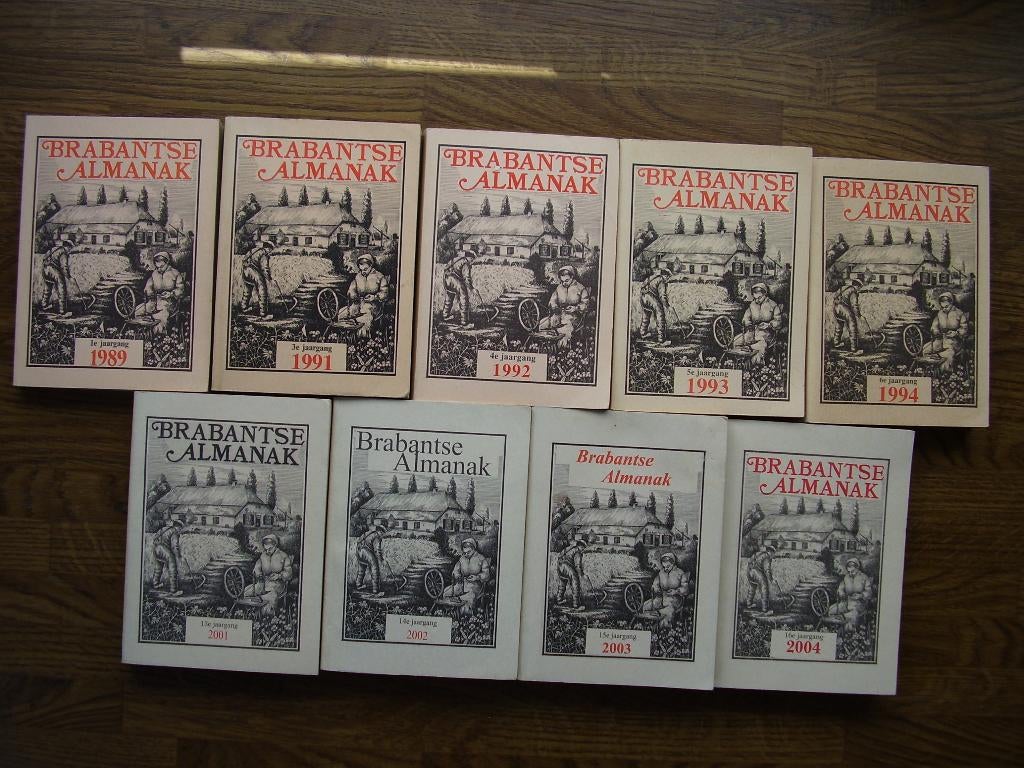 BRABANTSE
ALMANAK
1e jaargang
1989
BRABANTSE
ALMANAK
3e jaargang
1991
BRABANTSE
ALMANAK
4e jaargang
1992
BRABANTSE
ALMANAK
5e jaargang
1993
BRABANTSE
ALMANAK
6e jaargang
1994
BRABANTSE
ALMANAK
13e jaargang
2001
Brabantse
Almanak
14e jaargang
2002
Brabantse
Almanak
15e jaargang
2003
BRABANTSE
ALMANAK
16e jaargang
2004